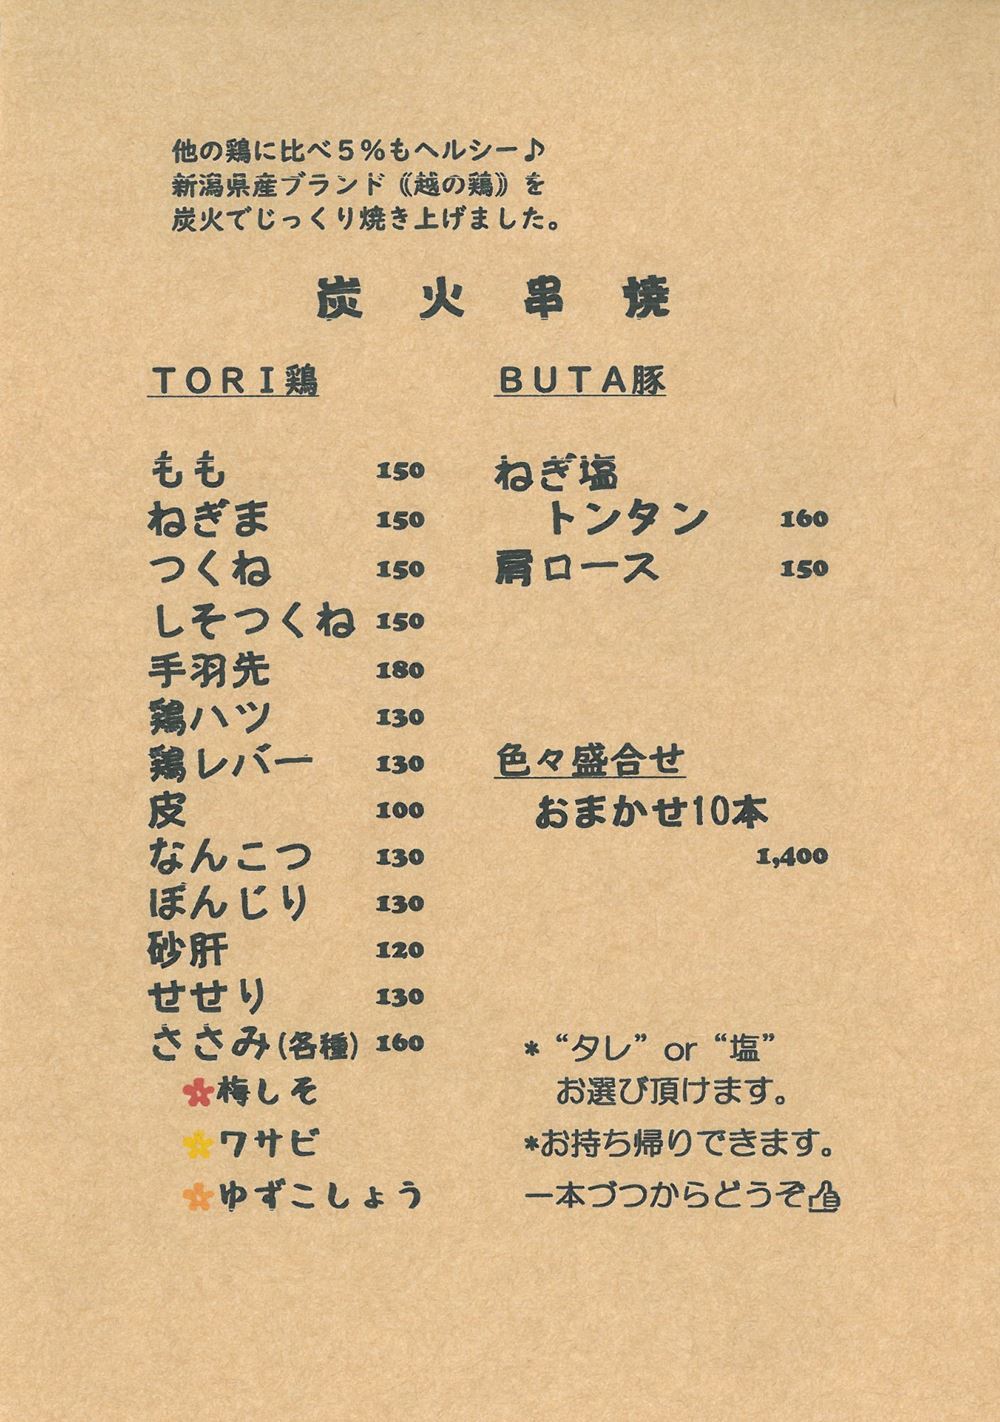 他の鶏に比べ５％もヘルシー♪
新潟県産ブランド《越の鶏》を
炭火でじっくり焼き上げました。
炭火串焼
ＴＯＲＩ鶏
もも 150
ねぎま 150
つくね 150
しそつくね 150
手羽先 180
鶏ハツ 130
鶏レバー 130
皮 100
なんこつ 130
ぼんじり 130
砂肝 120
せせり 130
ささみ(各種) 160
梅しそ
ワサビ
ゆずこしょう
ＢＵＴＡ豚
ねぎ塩
トンタン 160
肩ロース 150
色々盛合せ
おまかせ10本
1,400
*“タレ”or“塩”
お選び頂けます。
*お持ち帰りできます。
一本づつからどうぞ👍